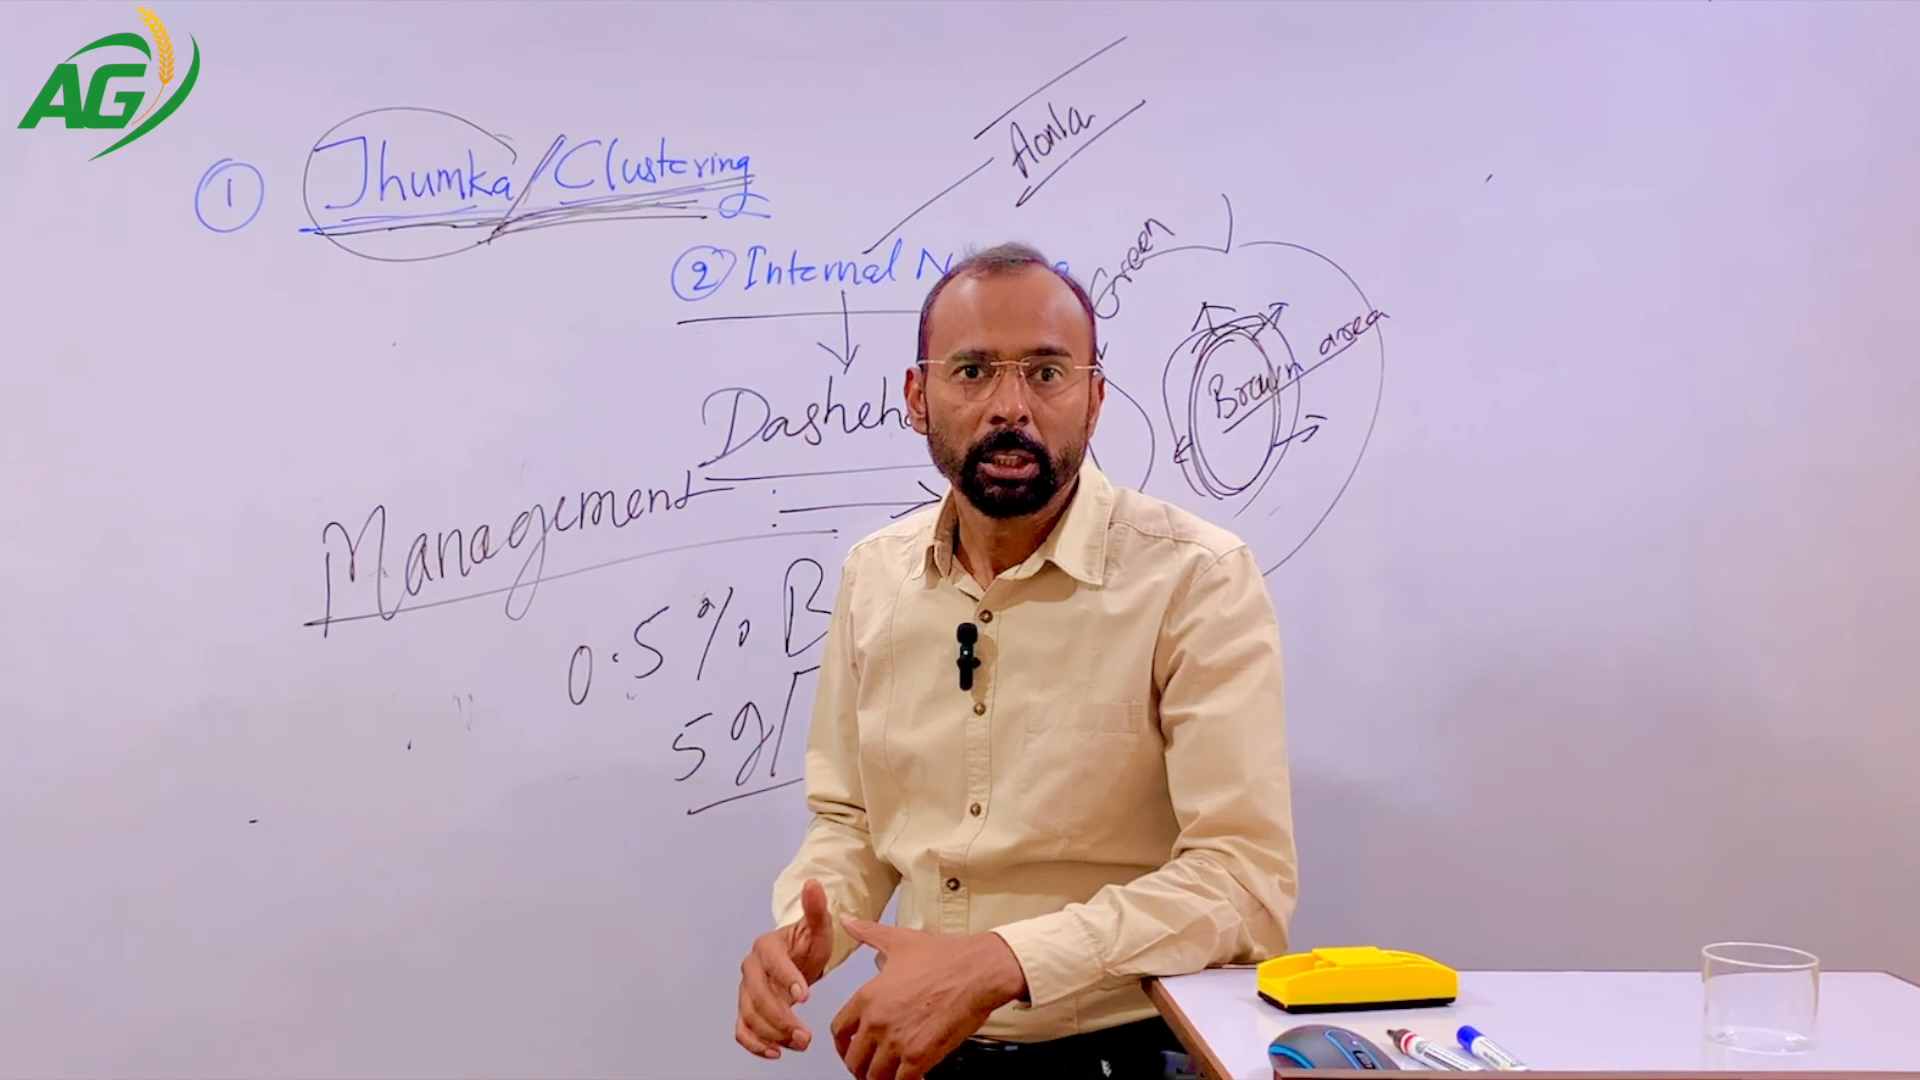 AG
① Jhumka/Clustering
Aonla
② Internal N
Green
Brown area
Dasheh
Management
0.5% B
5g/